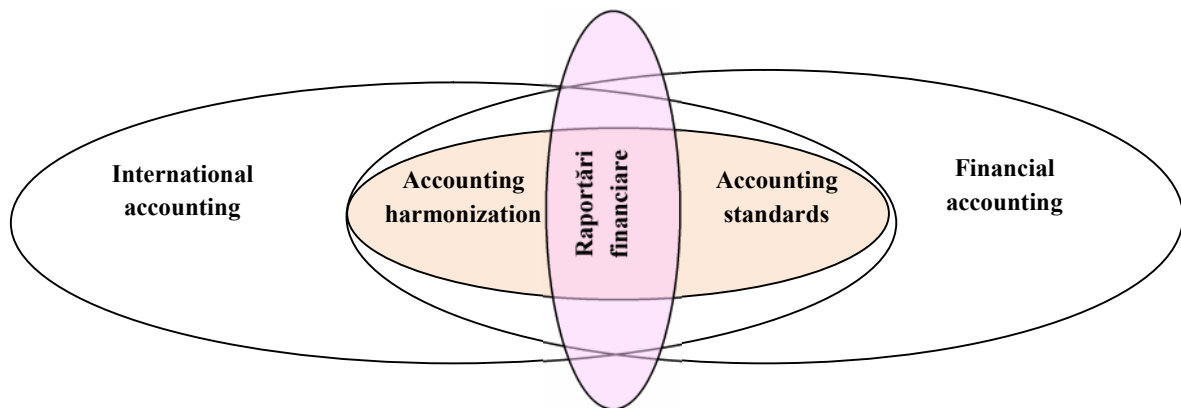 International
accounting
Accounting
harmonization
Raportări
financiare
Accounting
standards
Financial
accounting